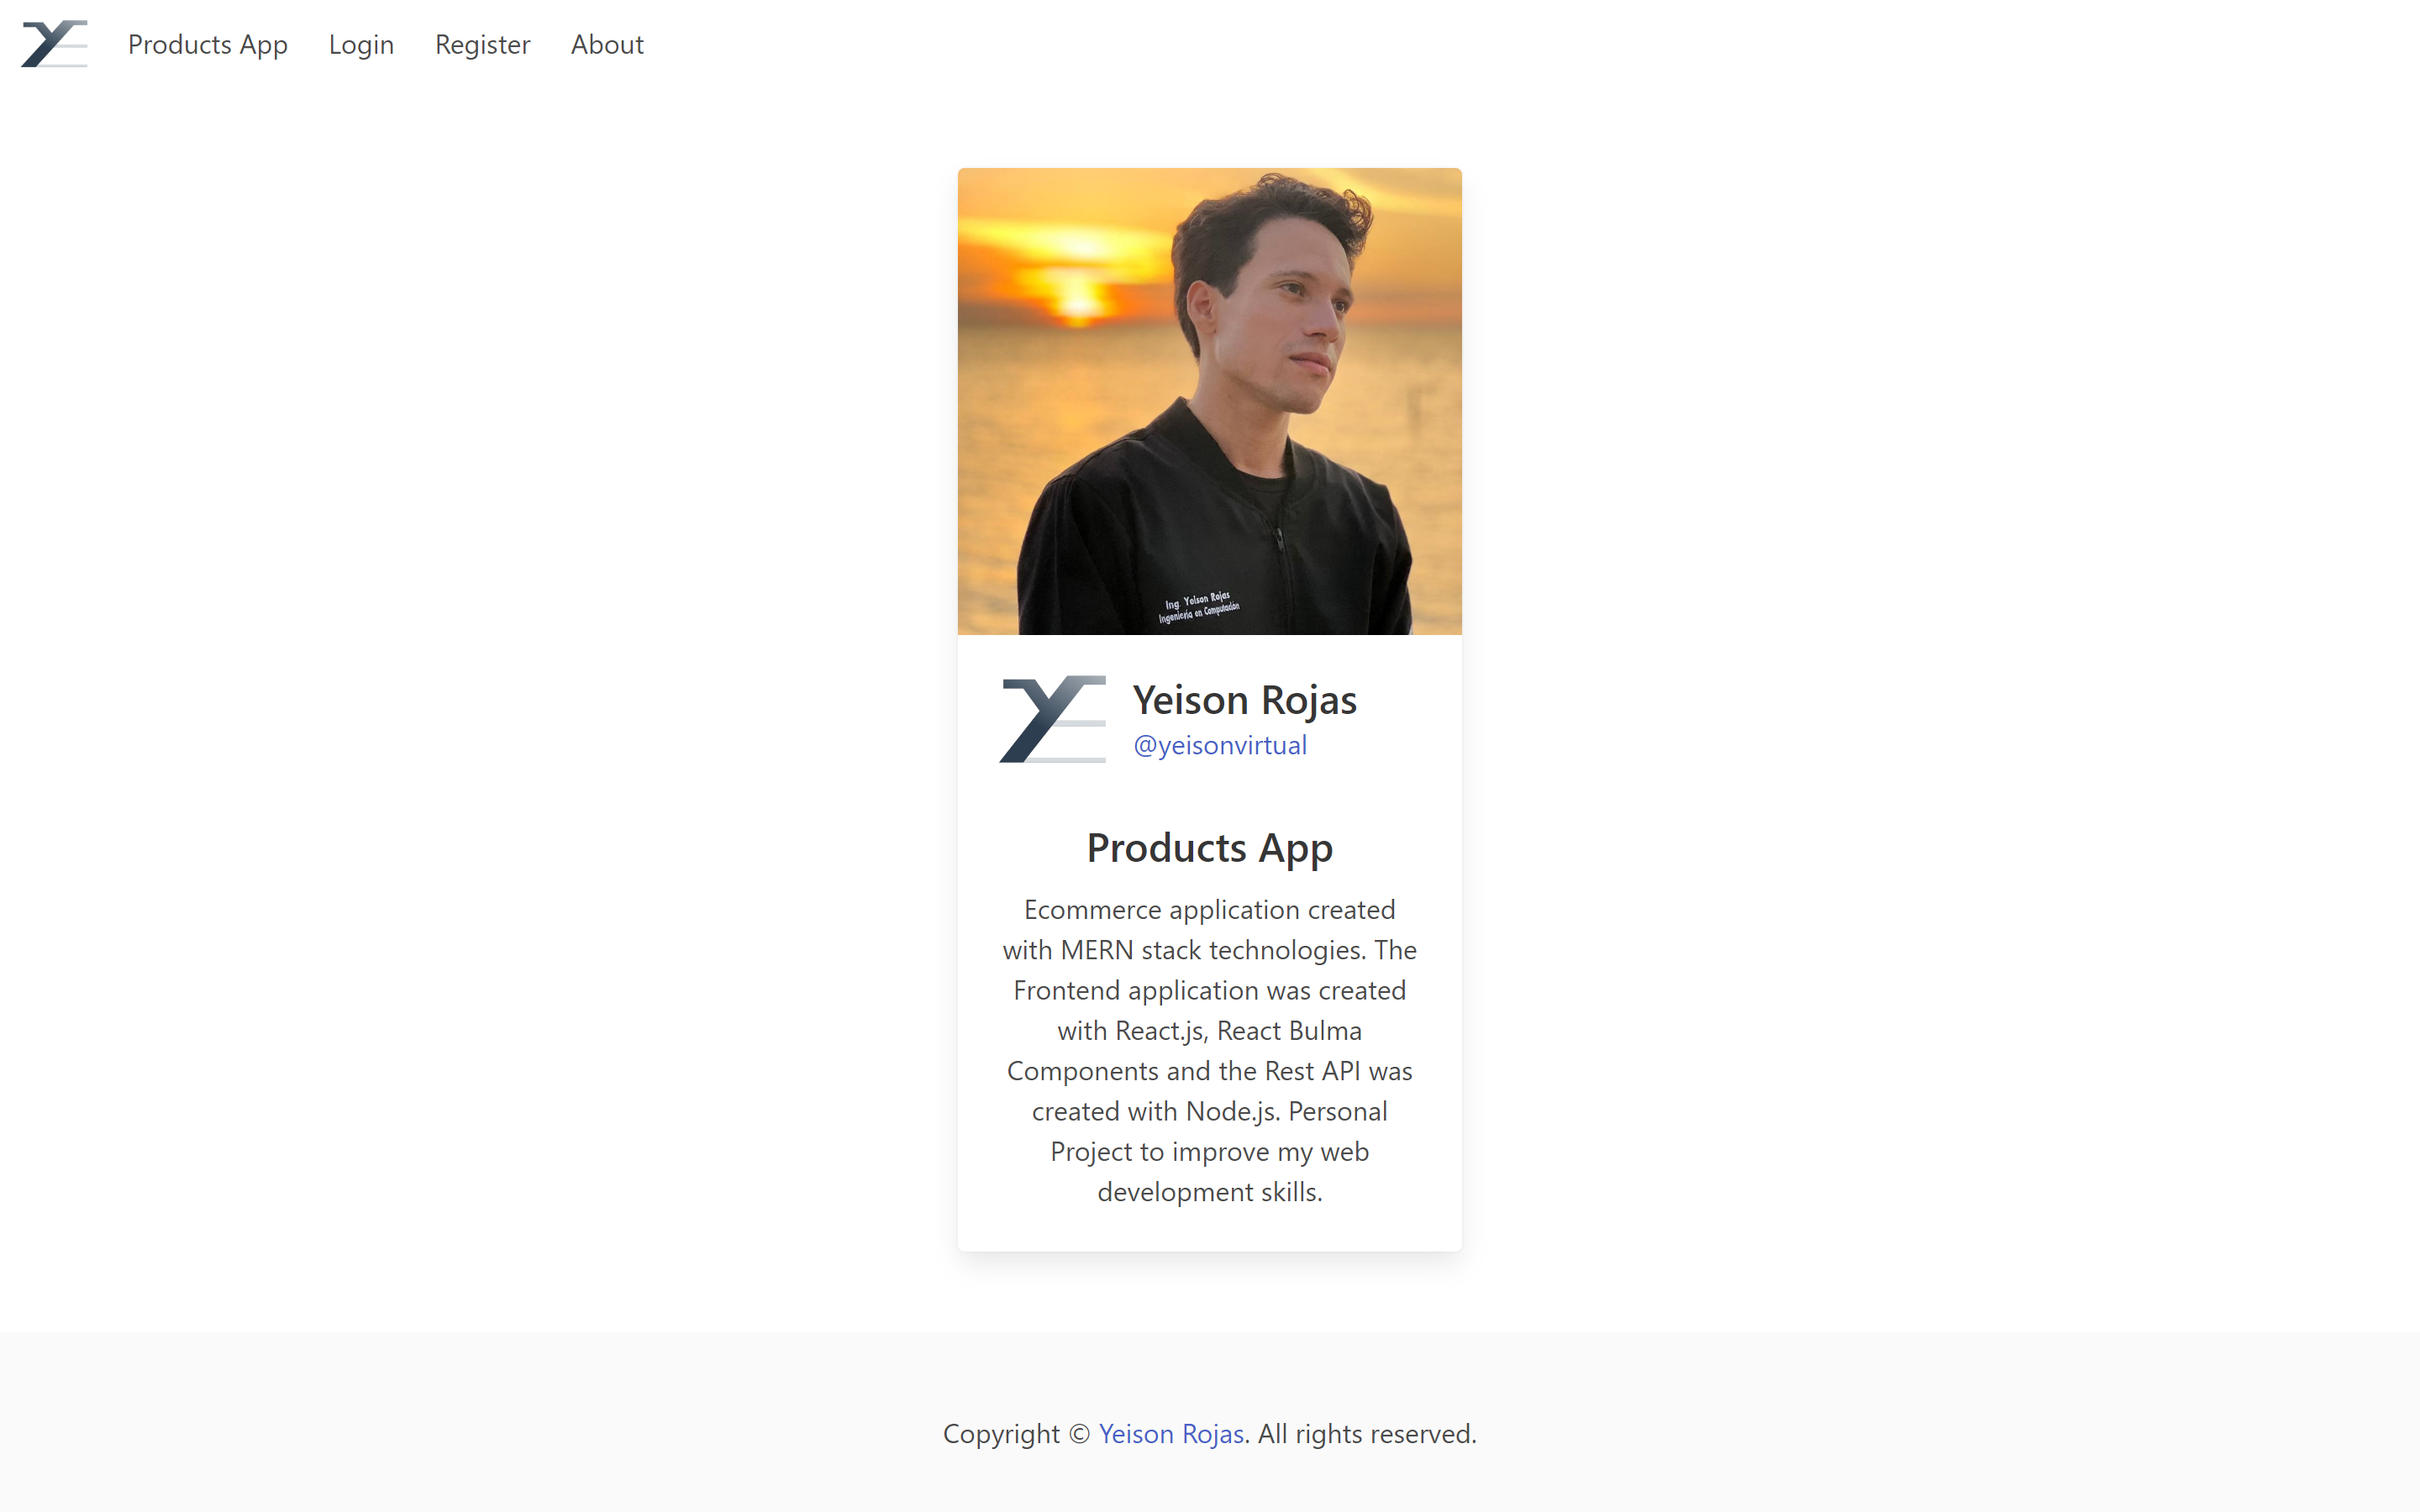 Products App Login Register About
Ing. Yeison Rojas
Ingeniería en Computación
Yeison Rojas
@yeisonvirtual
Products App
Ecommerce application created
with MERN stack technologies. The
Frontend application was created
with React.js, React Bulma
Components and the Rest API was
created with Node.js. Personal
Project to improve my web
development skills.
Copyright © Yeison Rojas. All rights reserved.